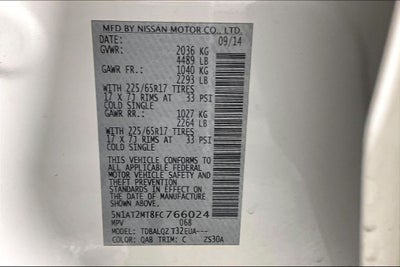 MFD BY NISSAN MOTOR CO., LTD.
DATE: 09/14
GVWR: 2036 KG
4489 LB
GAWR FR.: 1040 KG
2293 LB
WITH 225/65R17 TIRES
17 X 7J RIMS AT 33 PSI
COLD SINGLE
GAWR RR.: 1027 KG
2264 LB
WITH 225/65R17 TIRES
17 X 7J RIMS AT 33 PSI
COLD SINGLE
THIS VEHICLE CONFORMS TO ALL
APPLICABLE FEDERAL
MOTOR VEHICLE SAFETY AND
THEFT PREVENTION
STANDARDS IN EFFECT ON THE
DATE OF MANUFACTURE
SHOWN ABOVE.
5N1AT2MT8FC766024
MPV 068
MODEL: TDBALQZ T32EUA---
COLOR: QAB TRIM: C ZS30A